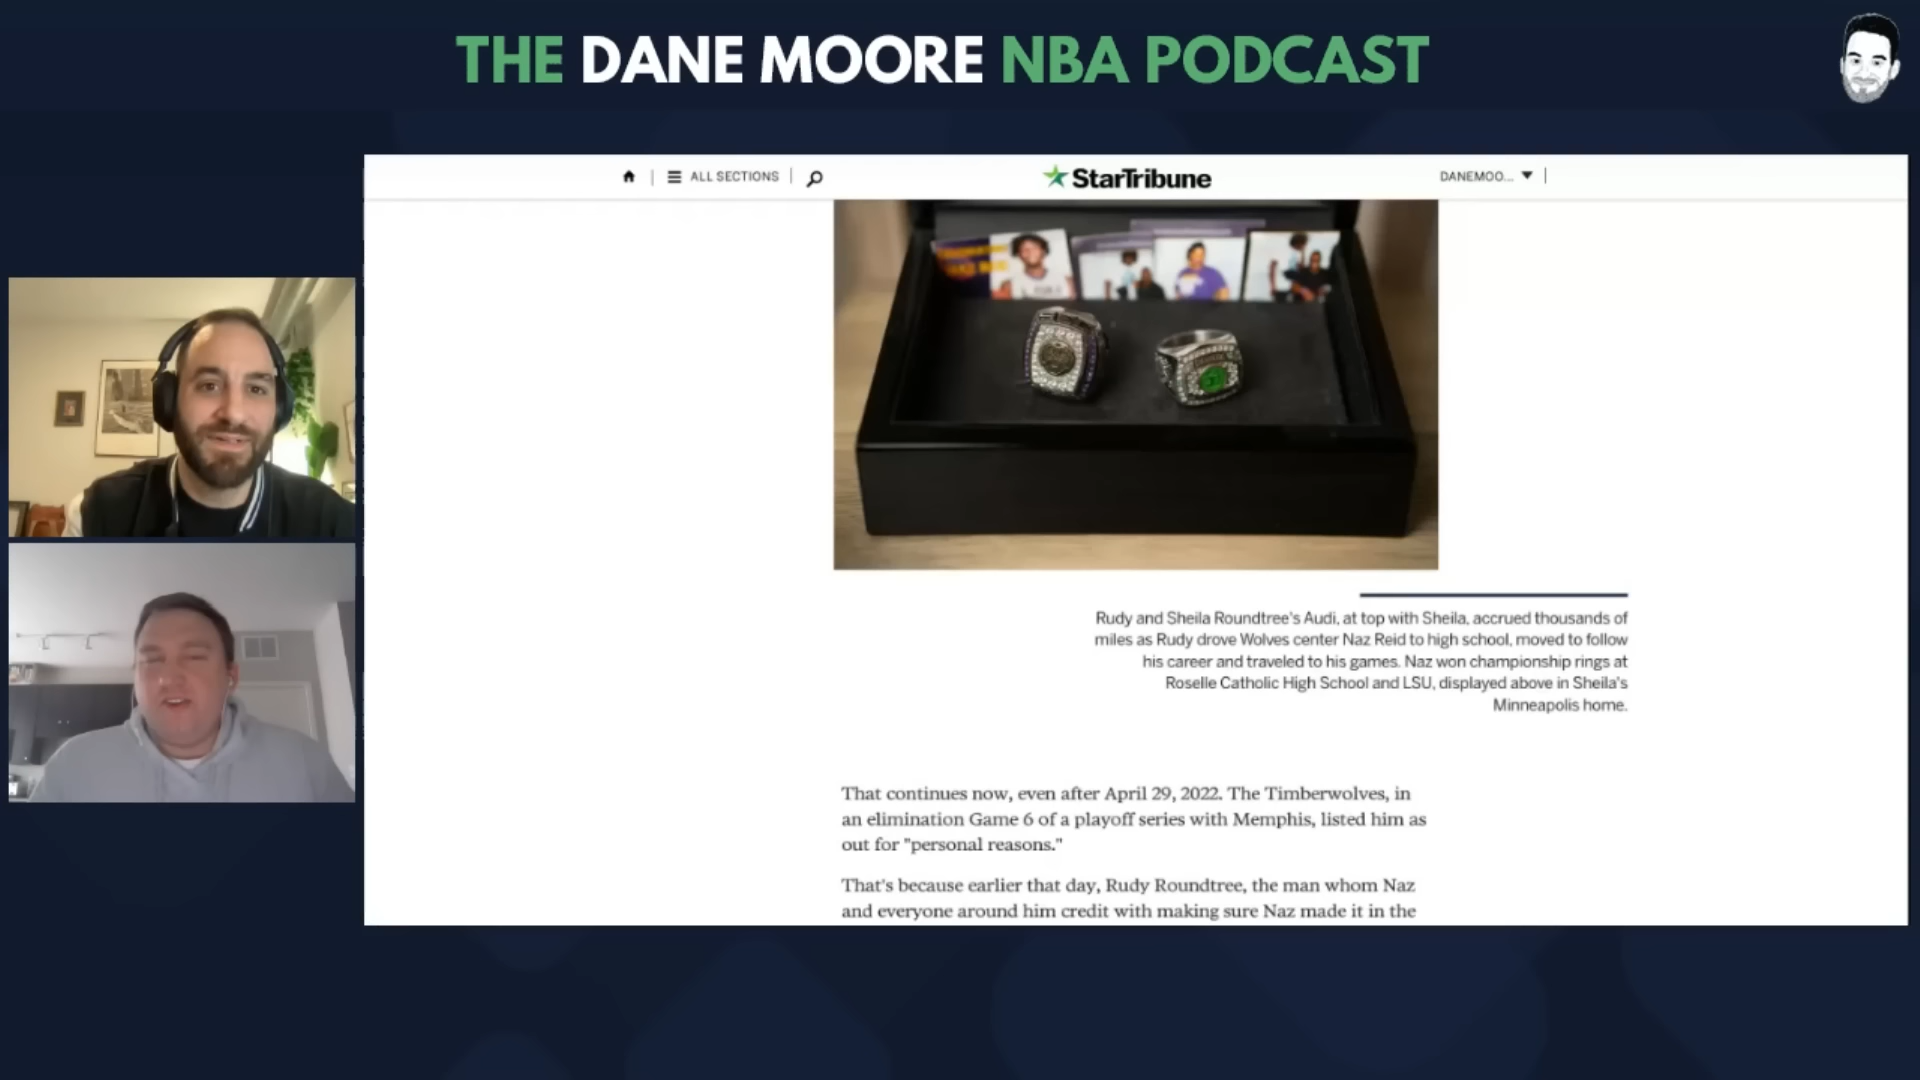 THE DANE MOORE NBA PODCAST
ALL SECTIONS
StarTribune
DANEMOO...
Rudy and Sheila Roundtree's Audi, at top with Sheila, accrued thousands of
miles as Rudy drove Wolves center Naz Reid to high school, moved to follow
his career and traveled to his games. Naz won championship rings at
Roselle Catholic High School and LSU, displayed above in Sheila's
Minneapolis home.
That continues now, even after April 29, 2022. The Timberwolves, in
an elimination Game 6 of a playoff series with Memphis, listed him as
out for "personal reasons."
That's because earlier that day, Rudy Roundtree, the man whom Naz
and everyone around him credit with making sure Naz made it in the